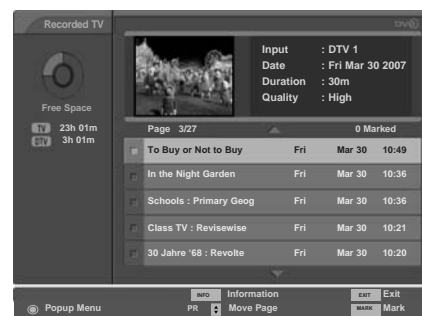 Recorded TV
DV
Input : DTV 1
Date : Fri Mar 30 2007
Duration : 30m
Quality : High
Free Space
TV 23h 01m
DTV 3h 01m
Page 3/27 0 Marked
To Buy or Not to Buy Fri Mar 30 10:49
In the Night Garden Fri Mar 30 10:36
Schools : Primary Geog Fri Mar 30 10:36
Class TV : Revisewise Fri Mar 30 10:21
30 Jahre '68 : Revolte Fri Mar 30 10:20
INFO Information EXIT Exit
Popup Menu PR Move Page MARK Mark